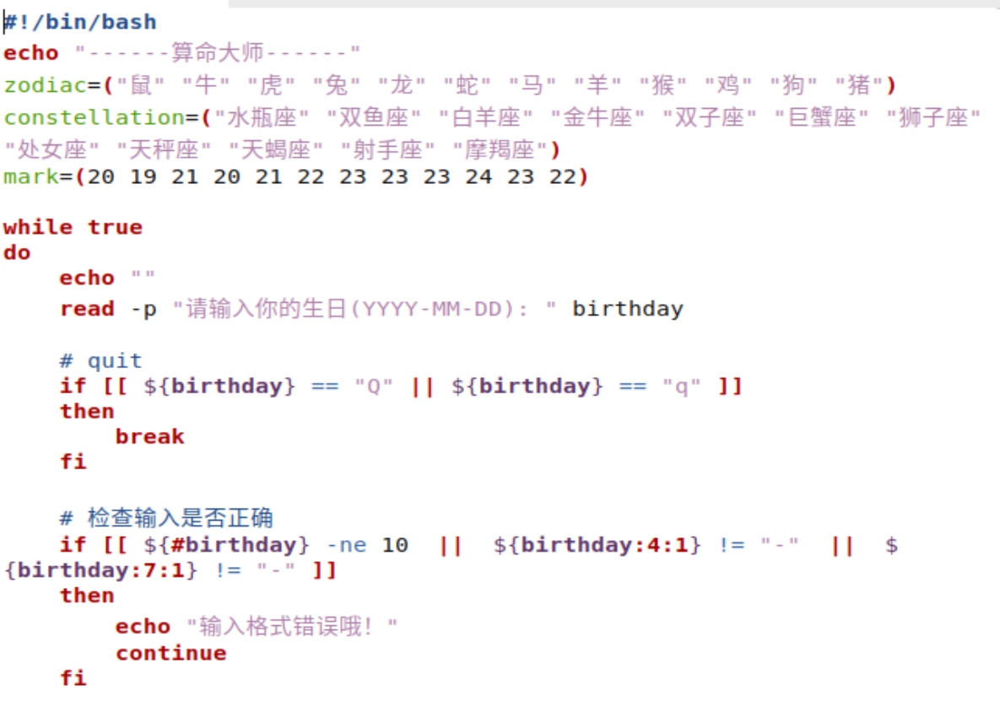 #!/bin/bash
echo "------算命大师------"
zodiac=("鼠" "牛" "虎" "兔" "龙" "蛇" "马" "羊" "猴" "鸡" "狗" "猪")
constellation=("水瓶座" "双鱼座" "白羊座" "金牛座" "双子座" "巨蟹座" "狮子座"
"处女座" "天秤座" "天蝎座" "射手座" "摩羯座")
mark=(20 19 21 20 21 22 23 23 23 24 23 22)
while true
do
    echo ""
    read -p "请输入你的生日(YYYY-MM-DD): " birthday
    # quit
    if [[ ${birthday} == "Q" || ${birthday} == "q" ]]
    then
        break
    fi
    # 检查输入是否正确
    if [[ ${#birthday} -ne 10  ||  ${birthday:4:1} != "-"  ||  $
{birthday:7:1} != "-" ]]
    then
        echo "输入格式错误哦！"
        continue
    fi